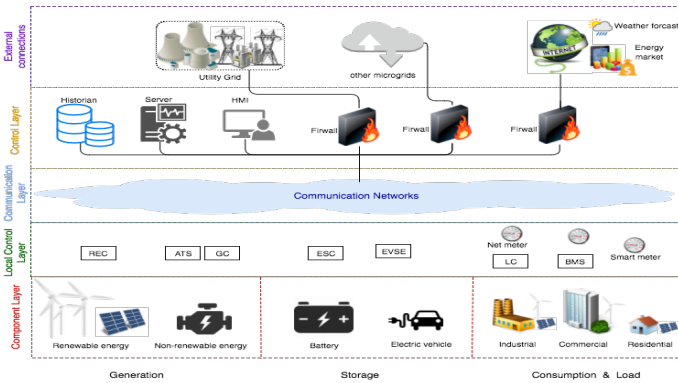 External
connections
Utility Grid
other microgrids
INTERNET
Weather forcast
Energy
market
Control Layer
Historian
Server
HMI
Firwall
Firwall
Firwall
Communication
Layer
Communication Networks
Local Control
Layer
REC
ATS
GC
ESC
EVSE
Net meter
LC
BMS
Smart meter
Component Layer
Renewable energy
Non-renewable energy
Battery
Electric vehicle
Industrial
Commercial
Residential
Generation
Storage
Consumption & Load